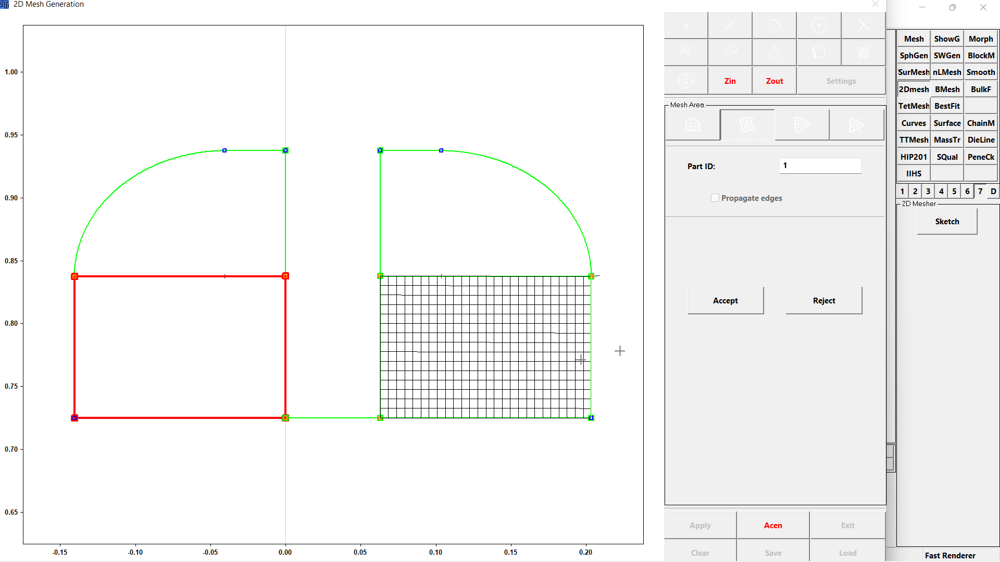 2D Mesh Generation
1.00
0.95
0.90
0.85
0.80
0.75
0.70
0.65
-0.15 -0.10 -0.05 0.00 0.05 0.10 0.15 0.20
Zin Zout Settings
Mesh Area
Part ID: 1
Propagate edges
Accept Reject
Apply Acen Exit
Clear Save Load
Mesh ShowG Morph
SphGen SWGen BlockM
SurMesh nLMesh Smooth
2Dmesh BMesh BulkF
TetMesh BestFit
Curves Surface ChainM
TTMesh MassTr DieLine
HIP201 SQual PeneCk
IIHS
1 2 3 4 5 6 7 D
2D Mesher
Sketch
Fast Renderer